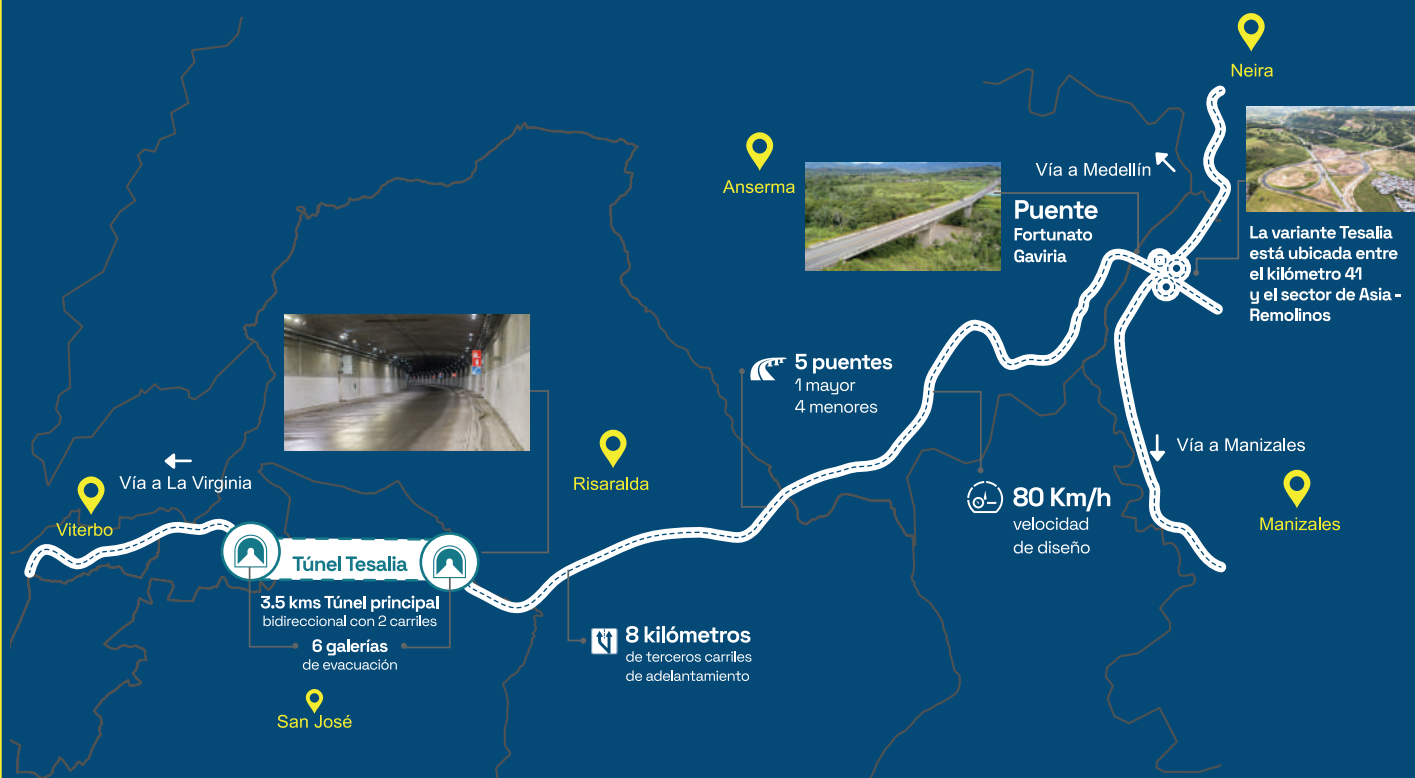 Neira
Anserma
Vía a Medellín
Puente
Fortunato
Gaviria
La variante Tesalia
está ubicada entre
el kilómetro 41
y el sector de Asia -
Remolinos
5 puentes
1 mayor
4 menores
Vía a Manizales
Manizales
80 Km/h
velocidad
de diseño
Risaralda
Vía a La Virginia
Viterbo
Túnel Tesalia
3.5 kms Túnel principal
bidireccional con 2 carriles
6 galerías
de evacuación
8 kilómetros
de terceros carriles
de adelantamiento
San José